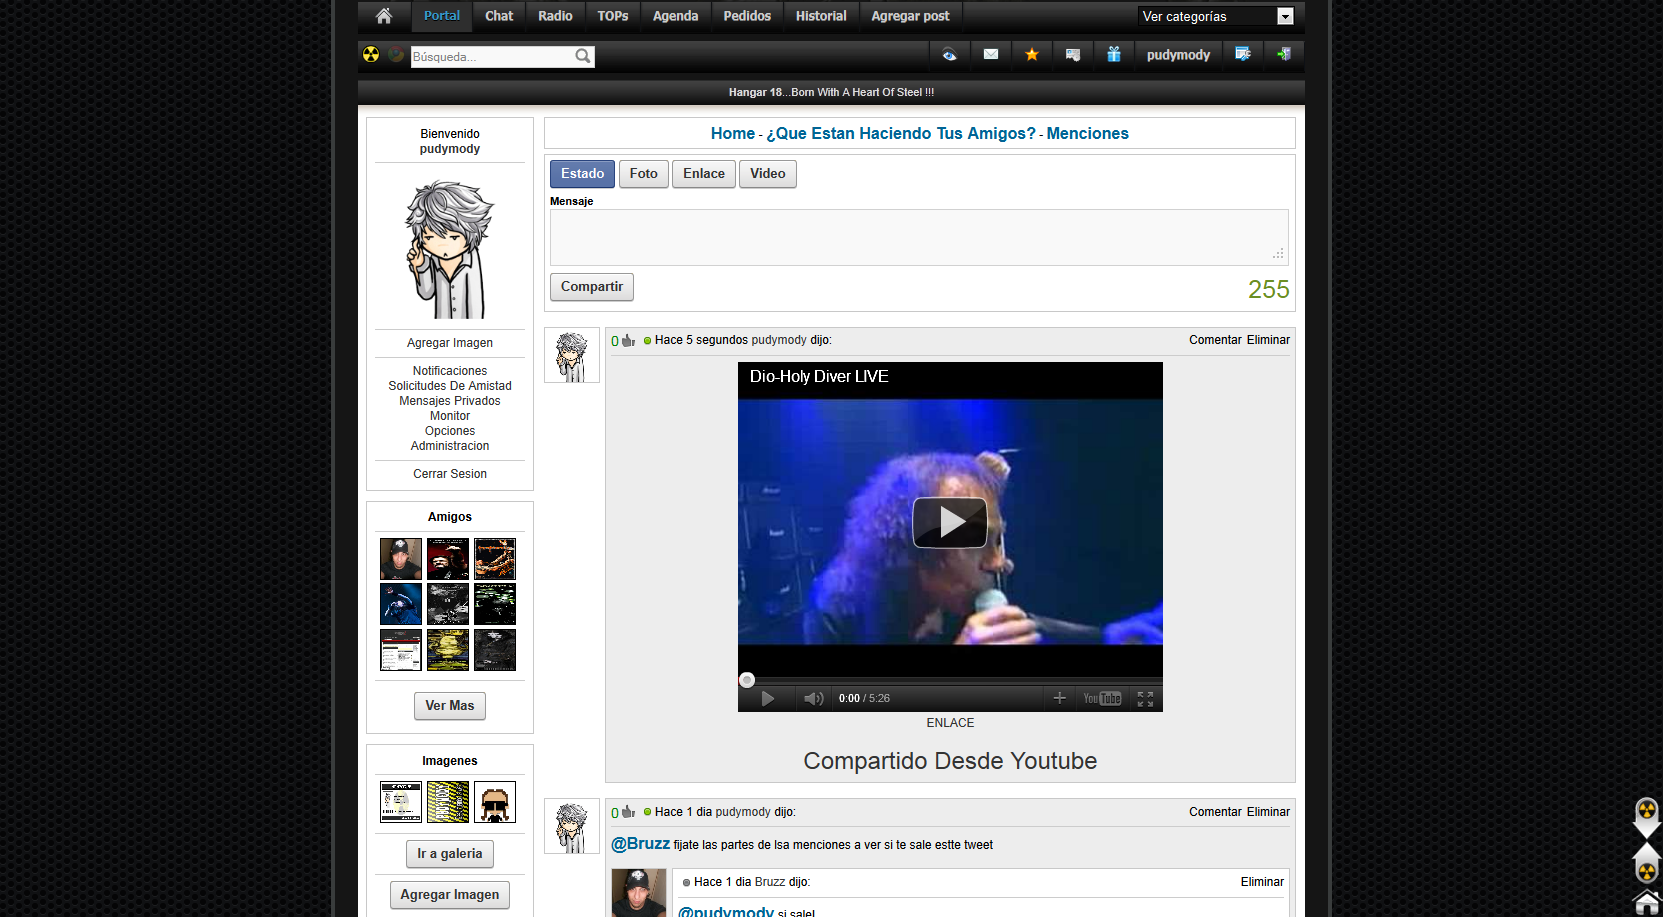 Portal Chat Radio TOPs Agenda Pedidos Historial Agregar post Ver categorías
Búsqueda... pudymody
Hangar 18...Born With A Heart Of Steel !!!
Bienvenido
pudymody
Agregar Imagen
Notificaciones
Solicitudes De Amistad
Mensajes Privados
Monitor
Opciones
Administracion
Cerrar Sesion
Amigos
Ver Mas
Imagenes
Ir a galeria
Agregar Imagen
Home - ¿Que Estan Haciendo Tus Amigos? - Menciones
Estado Foto Enlace Video
Mensaje
Compartir 255
0 Hace 5 segundos pudymody dijo: Comentar Eliminar
Dio-Holy Diver LIVE
0:00 / 5:26 YouTube
ENLACE
Compartido Desde Youtube
0 Hace 1 dia pudymody dijo: Comentar Eliminar
@Bruzz fijate las partes de lsa menciones a ver si te sale estte tweet
Hace 1 dia Bruzz dijo: Eliminar
@pudymody si sale!